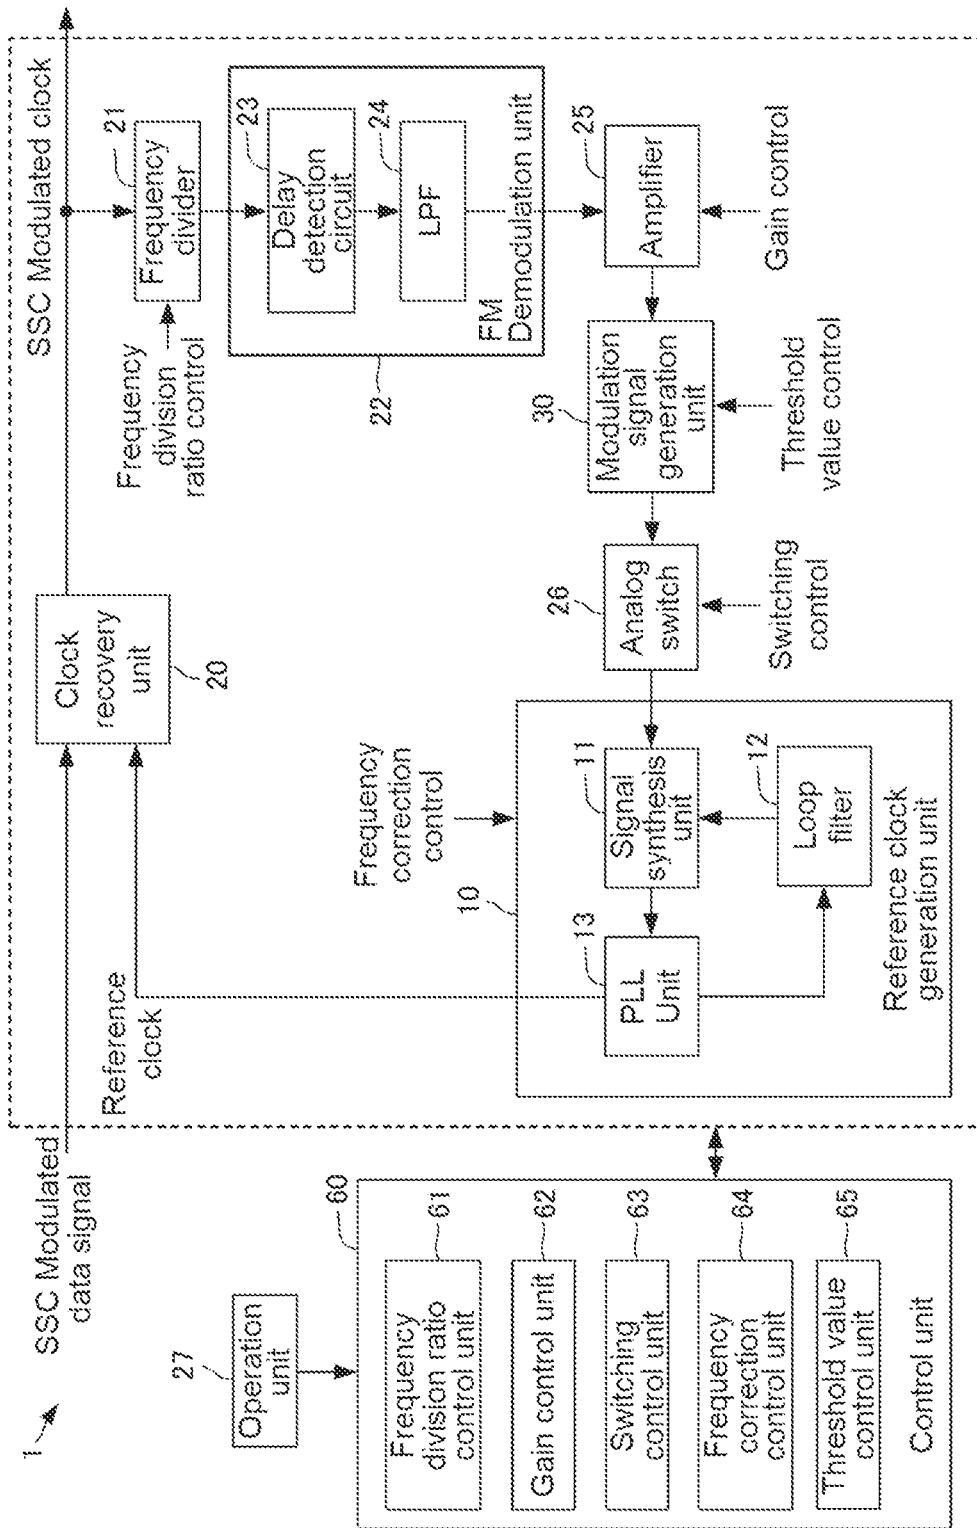 1
SSC Modulated
data signal
SSC Modulated clock
Reference
clock
Clock
recovery
unit
20
Frequency
division
ratio control
21
Frequency
divider
22
23
Delay
detection
circuit
24
LPF
FM
Demodulation unit
25
Amplifier
Gain control
30
Modulation
signal
generation
unit
Threshold
value control
26
Analog
switch
Switching
control
Frequency
correction
control
10
11
Signal
synthesis
unit
12
Loop
filter
13
PLL
Unit
Reference clock
generation unit
27
Operation
unit
60
61
Frequency
division ratio
control unit
62
Gain control unit
63
Switching
control unit
64
Frequency
correction
control unit
65
Threshold value
control unit
Control unit